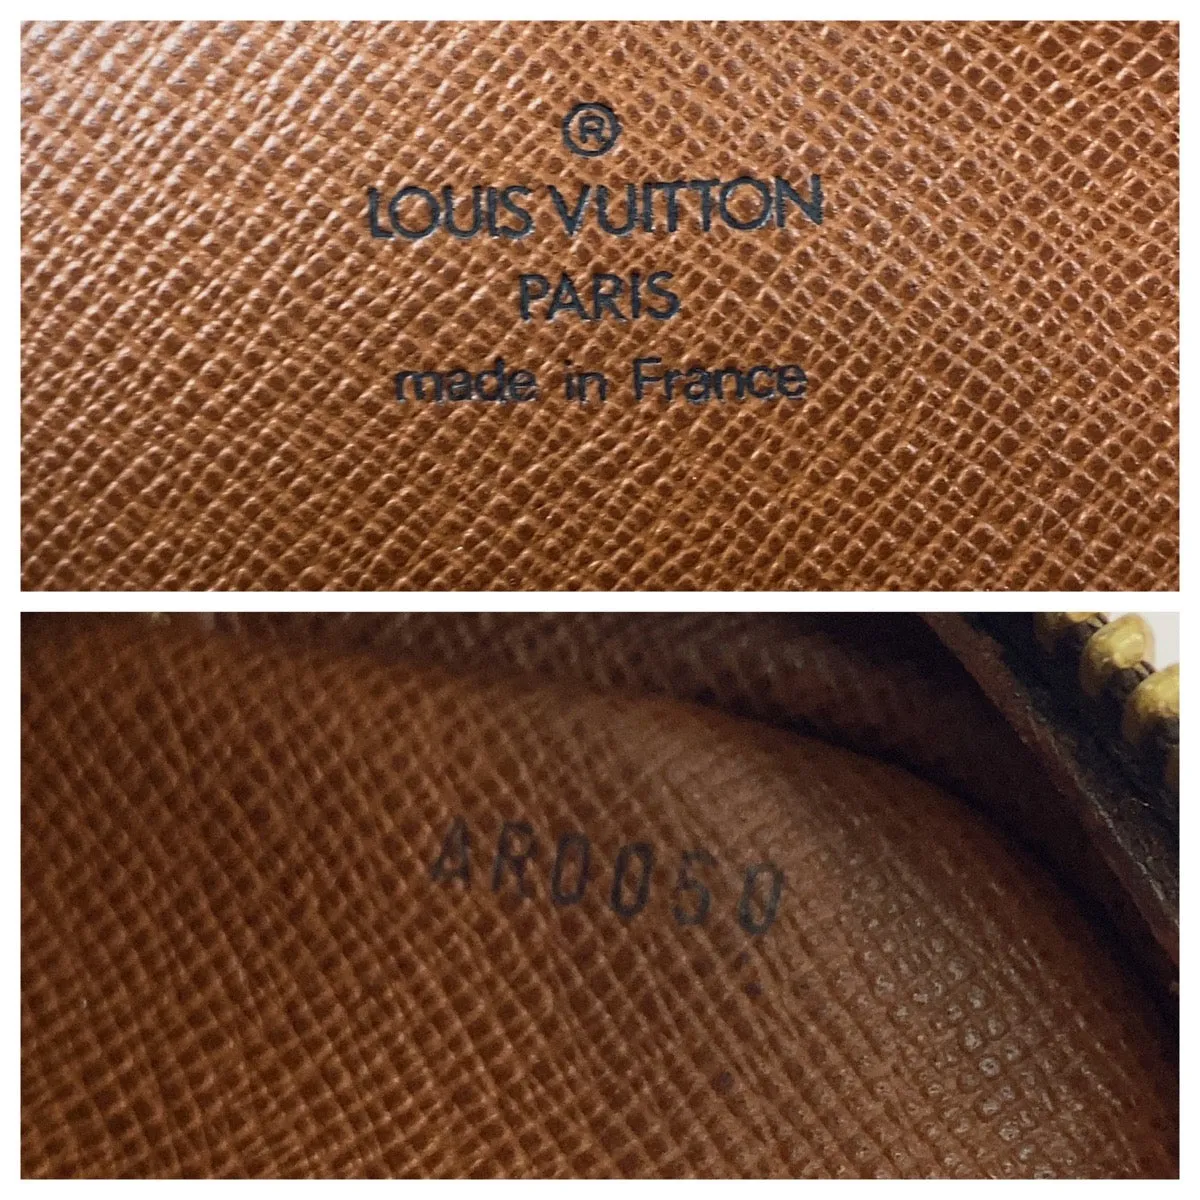 ®
LOUIS VUITTON
PARIS
made in France
AR0050